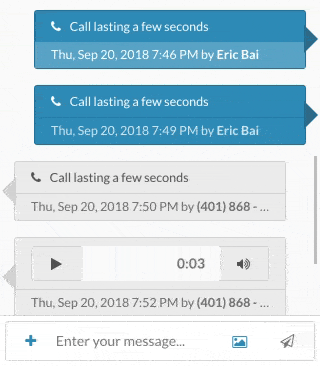 Call lasting a few seconds
Thu, Sep 20, 2018 7:46 PM by Eric Bai
Call lasting a few seconds
Thu, Sep 20, 2018 7:49 PM by Eric Bai
Call lasting a few seconds
Thu, Sep 20, 2018 7:50 PM by (401) 868 - ...
0:03
Thu, Sep 20, 2018 7:52 PM by (401) 868 - ...
Enter your message...